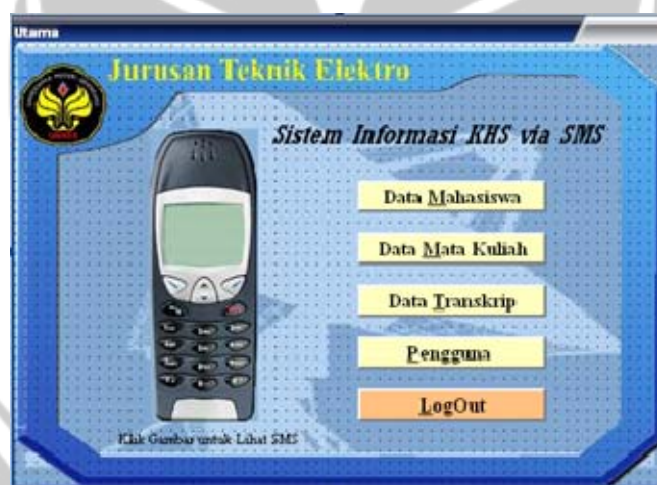 Utama
Jurusan Teknik Elektro
Sistem Informasi KHS via SMS
Data Mahasiswa
Data Mata Kuliah
Data Transkrip
Pengguna
LogOut
Klik Gambar untuk Lihat SMS